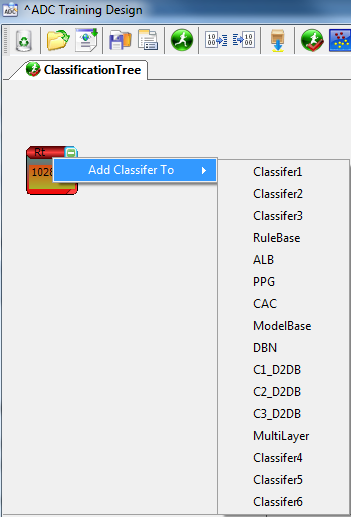 ^ADC Training Design
ClassificationTree
Rt
1028
Add Classifer To
Classifer1
Classifer2
Classifer3
RuleBase
ALB
PPG
CAC
ModelBase
DBN
C1_D2DB
C2_D2DB
C3_D2DB
MultiLayer
Classifer4
Classifer5
Classifer6